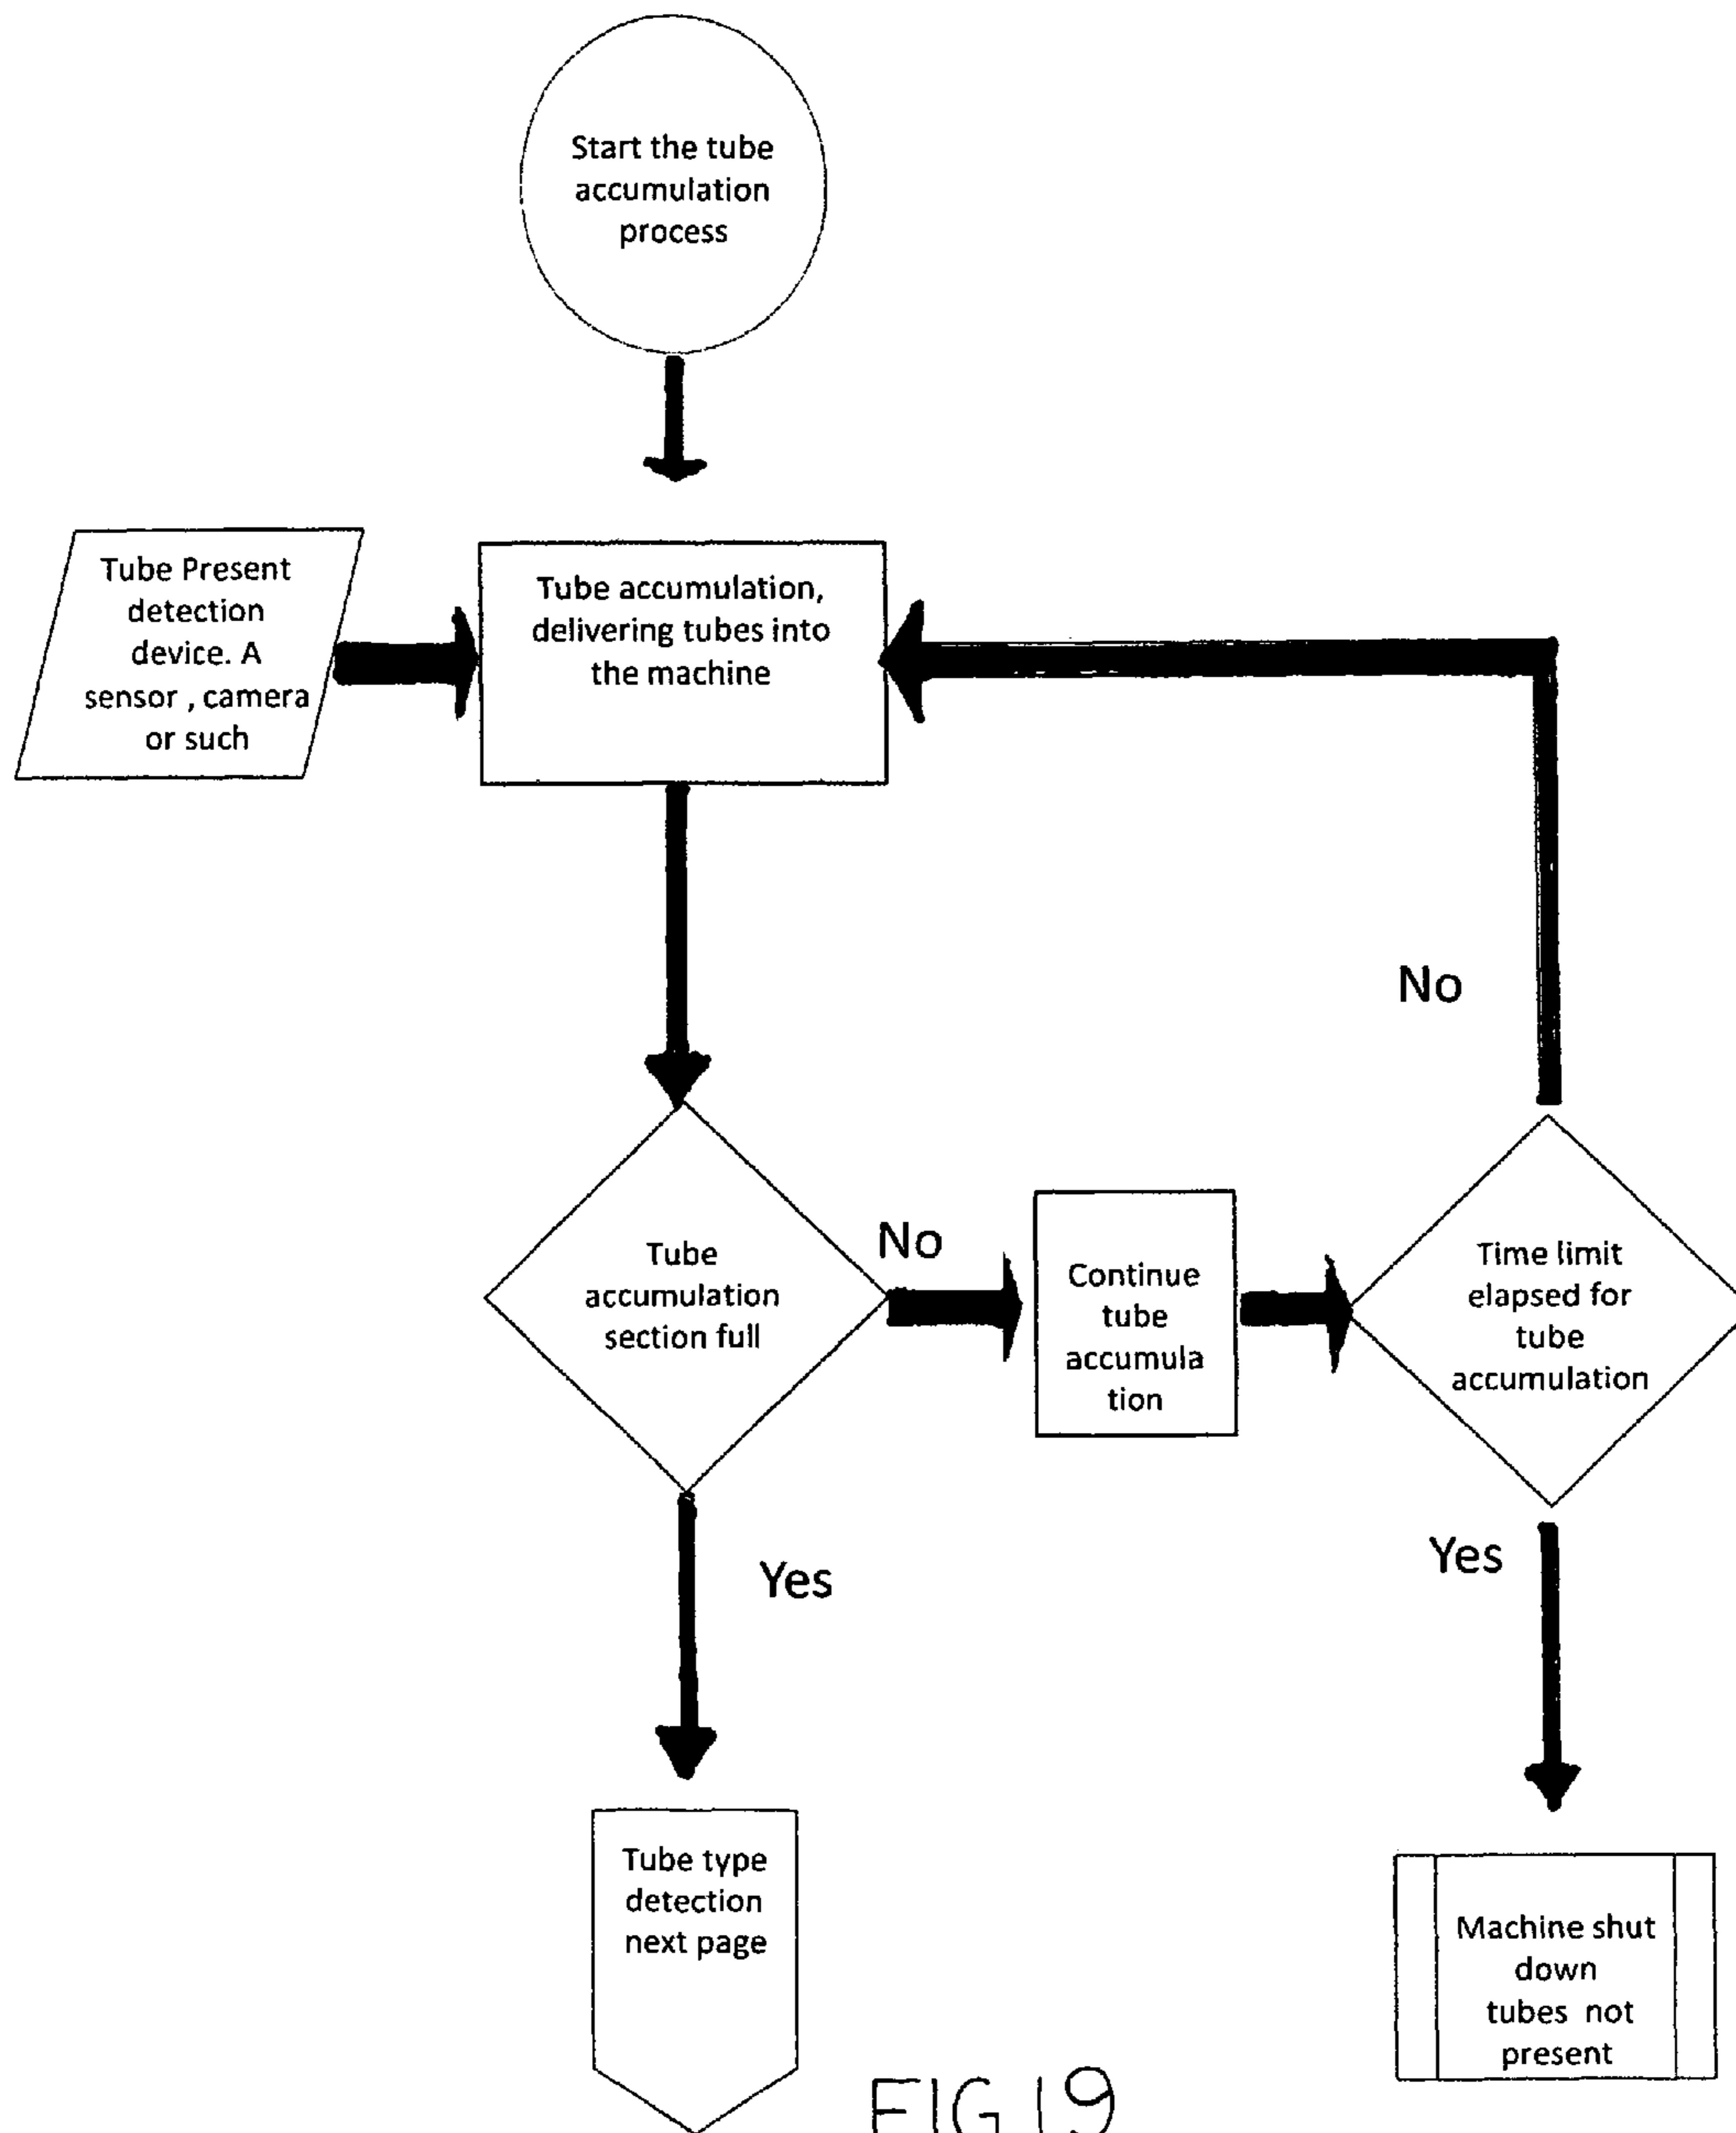 Start the tube
accumulation
process
Tube Present
detection
device. A
sensor , camera
or such
Tube accumulation,
delivering tubes into
the machine
No
Tube
accumulation
section full
No
Continue
tube
accumula
tion
Time limit
elapsed for
tube
accumulation
Yes
Yes
Tube type
detection
next page
Machine shut
down
tubes not
present
FIG 19